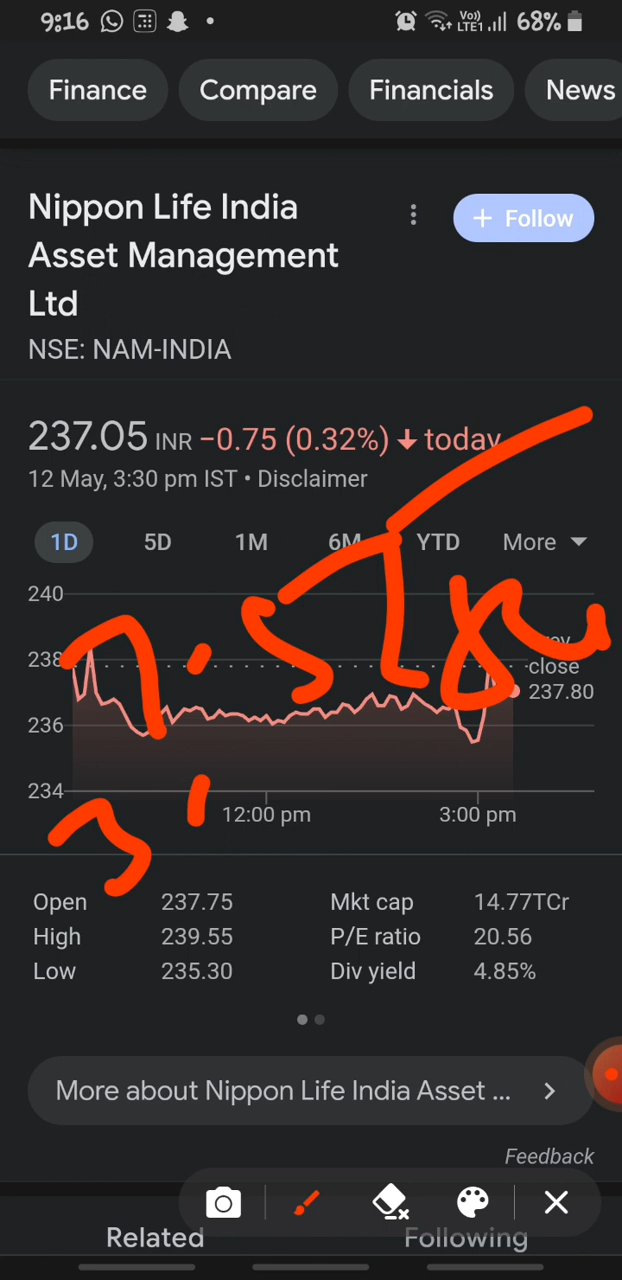 9:16 Vo)) LTE1 68%
Finance Compare Financials News
Nippon Life India
Asset Management
Ltd
+ Follow
NSE: NAM-INDIA
237.05 INR −0.75 (0.32%) today
12 May, 3:30 pm IST • Disclaimer
1D 5D 1M 6M YTD More
240
238
close
237.80
236
234
12:00 pm 3:00 pm
Open 237.75 Mkt cap 14.77TCr
High 239.55 P/E ratio 20.56
Low 235.30 Div yield 4.85%
More about Nippon Life India Asset ...
Feedback
Related Following